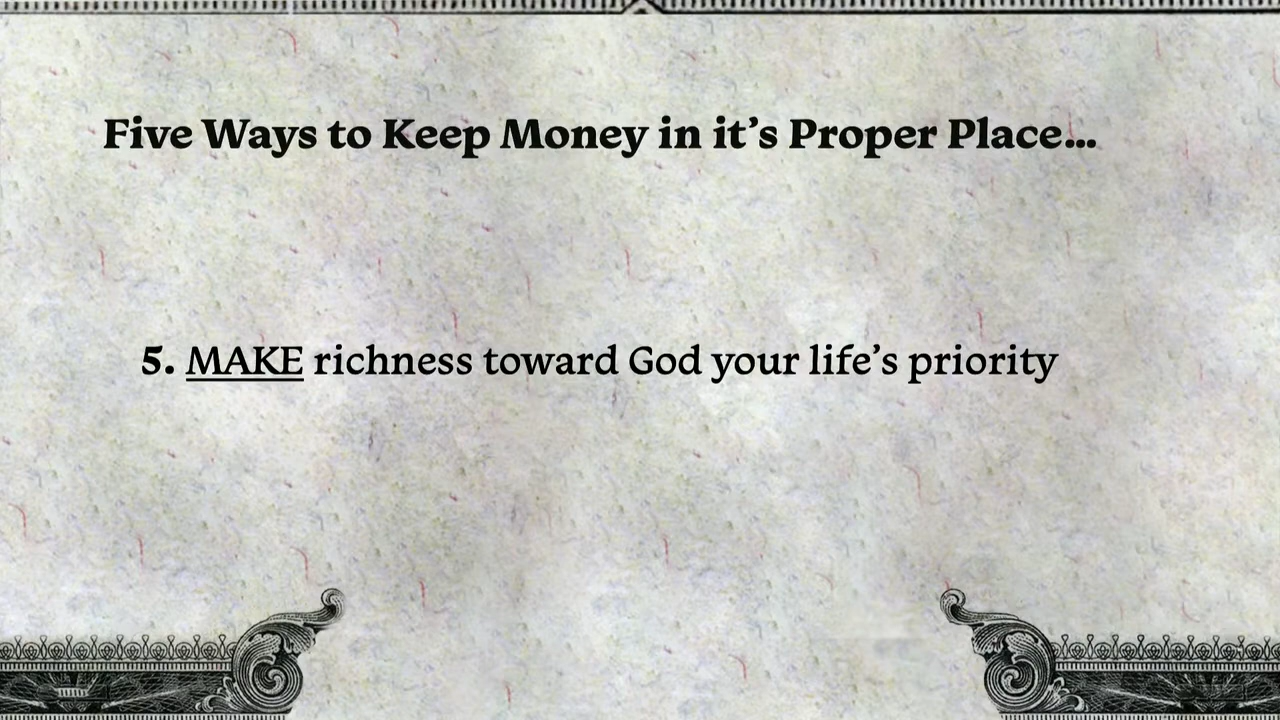 Five Ways to Keep Money in it’s Proper Place...
5. MAKE richness toward God your life’s priority